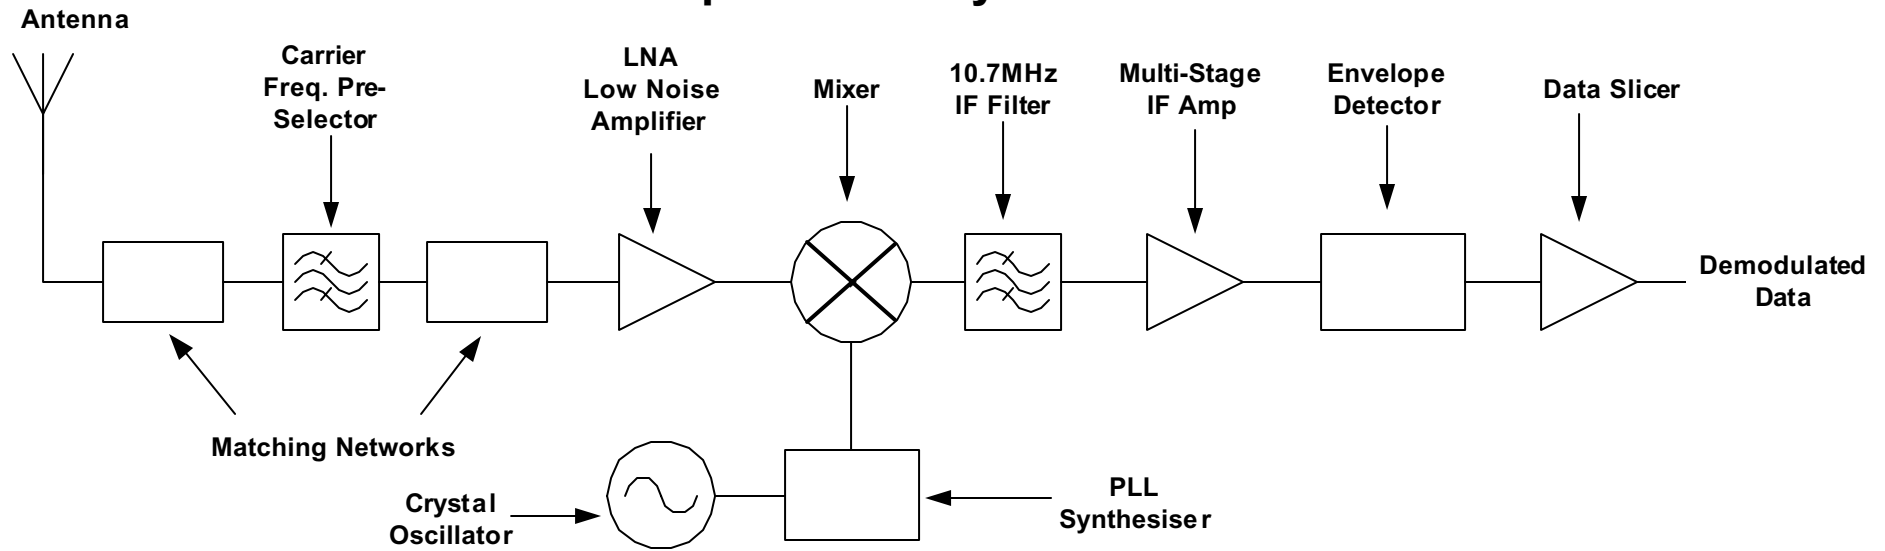 Antenna
Carrier
Freq. Pre-
Selector
LNA
Low Noise
Amplifier
Mixer
10.7MHz
IF Filter
Multi-Stage
IF Amp
Envelope
Detector
Data Slicer
Demodulated
Data
Matching Networks
Crystal
Oscillator
PLL
Synthesiser